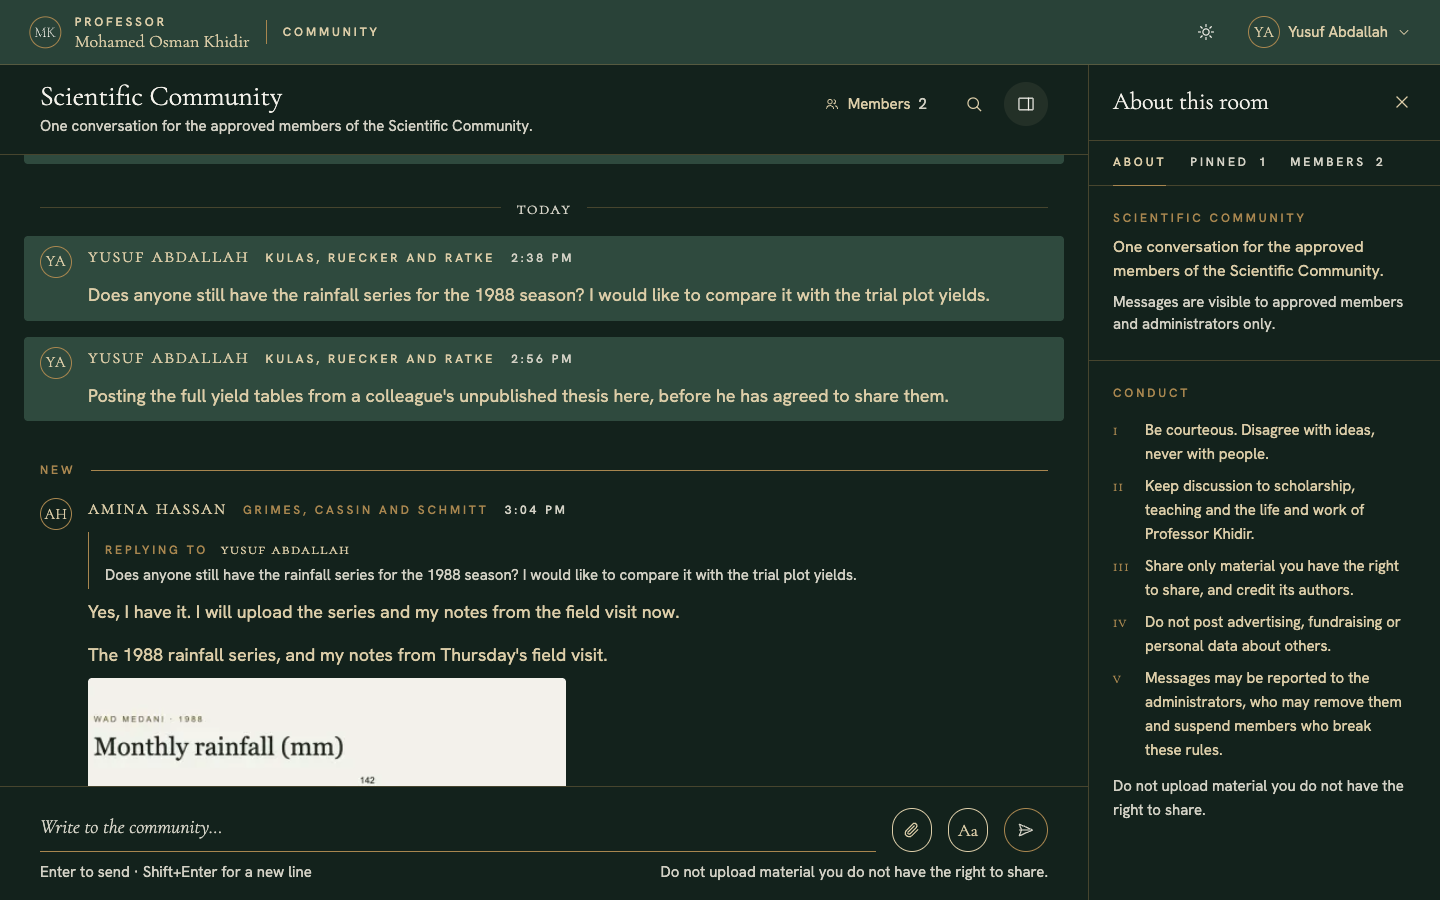 MK
PROFESSOR
Mohamed Osman Khidir
COMMUNITY
YA
Yusuf Abdallah
Scientific Community
One conversation for the approved members of the Scientific Community.
Members 2
TODAY
YA
YUSUF ABDALLAH KULAS, RUECKER AND RATKE 2:38 PM
Does anyone still have the rainfall series for the 1988 season? I would like to compare it with the trial plot yields.
YA
YUSUF ABDALLAH KULAS, RUECKER AND RATKE 2:56 PM
Posting the full yield tables from a colleague's unpublished thesis here, before he has agreed to share them.
NEW
AH
AMINA HASSAN GRIMES, CASSIN AND SCHMITT 3:04 PM
REPLYING TO YUSUF ABDALLAH
Does anyone still have the rainfall series for the 1988 season? I would like to compare it with the trial plot yields.
Yes, I have it. I will upload the series and my notes from the field visit now.
The 1988 rainfall series, and my notes from Thursday's field visit.
WAD MEDANI · 1988
Monthly rainfall (mm)
142
Write to the community...
Aa
Enter to send · Shift+Enter for a new line
Do not upload material you do not have the right to share.
About this room
ABOUT PINNED 1 MEMBERS 2
SCIENTIFIC COMMUNITY
One conversation for the approved
members of the Scientific Community.
Messages are visible to approved members
and administrators only.
CONDUCT
I Be courteous. Disagree with ideas,
never with people.
II Keep discussion to scholarship,
teaching and the life and work of
Professor Khidir.
III Share only material you have the right
to share, and credit its authors.
IV Do not post advertising, fundraising or
personal data about others.
V Messages may be reported to the
administrators, who may remove them
and suspend members who break
these rules.
Do not upload material you do not have the
right to share.